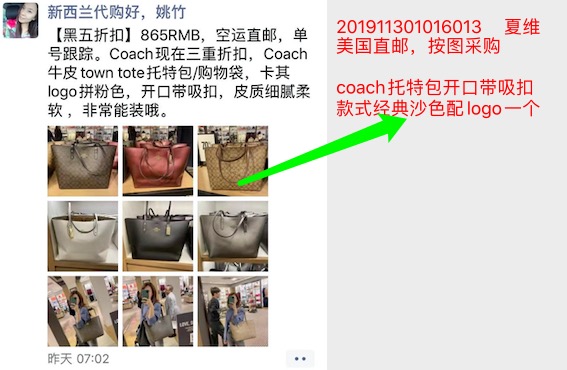 新西兰代购好，姚竹
【黑五折扣】865RMB，空运直邮，单
号跟踪。Coach现在三重折扣，Coach
牛皮town tote托特包/购物袋，卡其
logo拼粉色，开口带吸扣，皮质细腻柔
软 ，非常能装哦。
昨天 07:02
201911301016013 夏维
美国直邮，按图采购
coach托特包开口带吸扣
款式经典沙色配logo一个